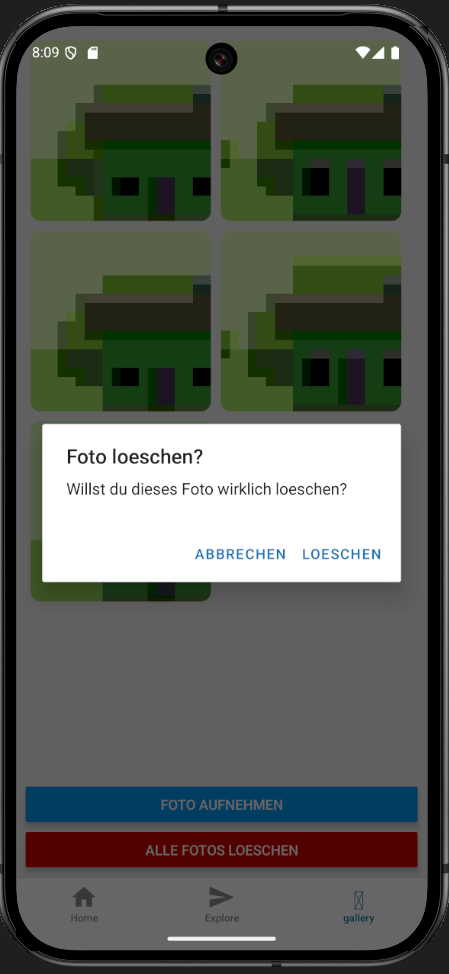 8:09
Foto loeschen?
Willst du dieses Foto wirklich loeschen?
ABBRECHEN LOESCHEN
FOTO AUFNEHMEN
ALLE FOTOS LOESCHEN
Home Explore gallery